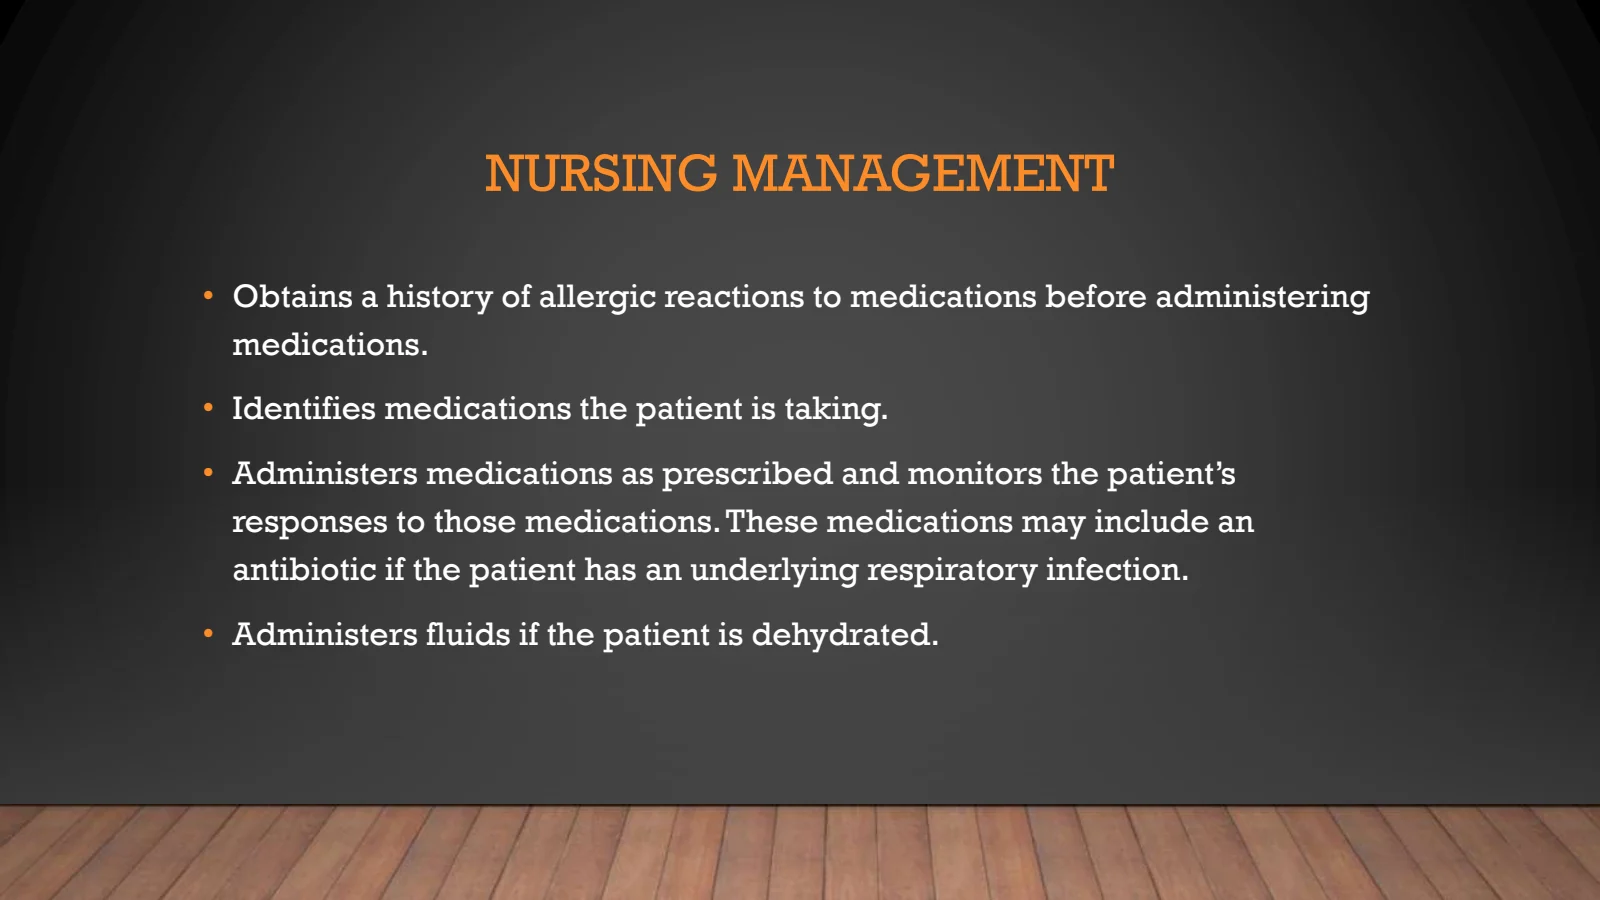 NURSING MANAGEMENT
• Obtains a history of allergic reactions to medications before administering
medications.
• Identifies medications the patient is taking.
• Administers medications as prescribed and monitors the patient’s
responses to those medications. These medications may include an
antibiotic if the patient has an underlying respiratory infection.
• Administers fluids if the patient is dehydrated.